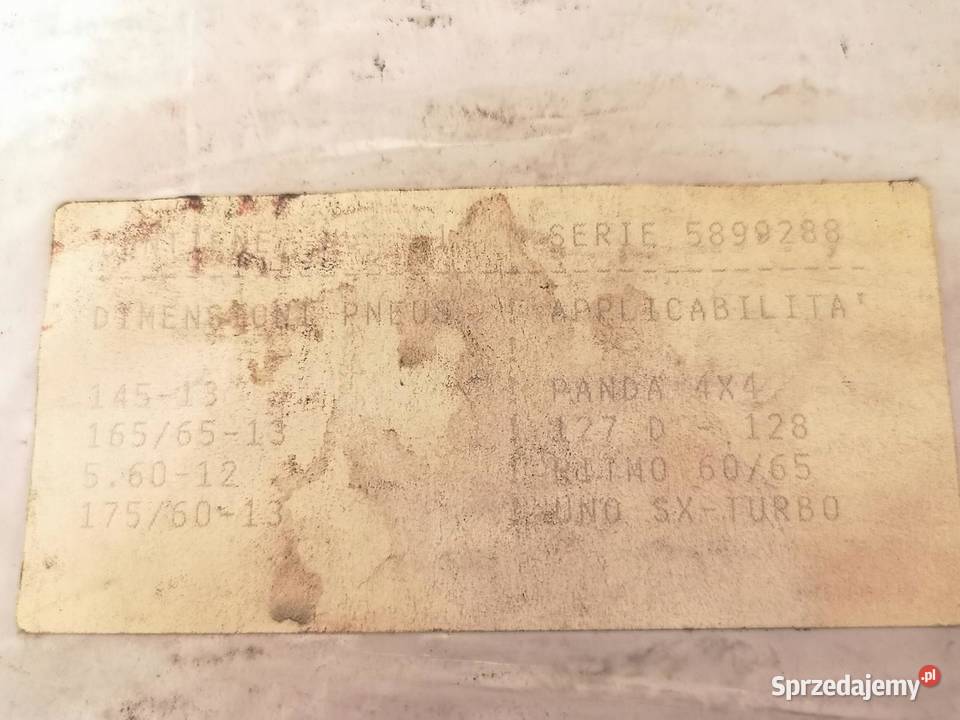 SERIE 5899288
DIMENSIONI PNEUS ! APPLICABILITA'
145-13 ! PANDA 4X4
165/65-13 ! 127 D - 128
5.60-12 ! RITMO 60/65
175/60-13 ! UNO SX-TURBO
Sprzedajemy.pl